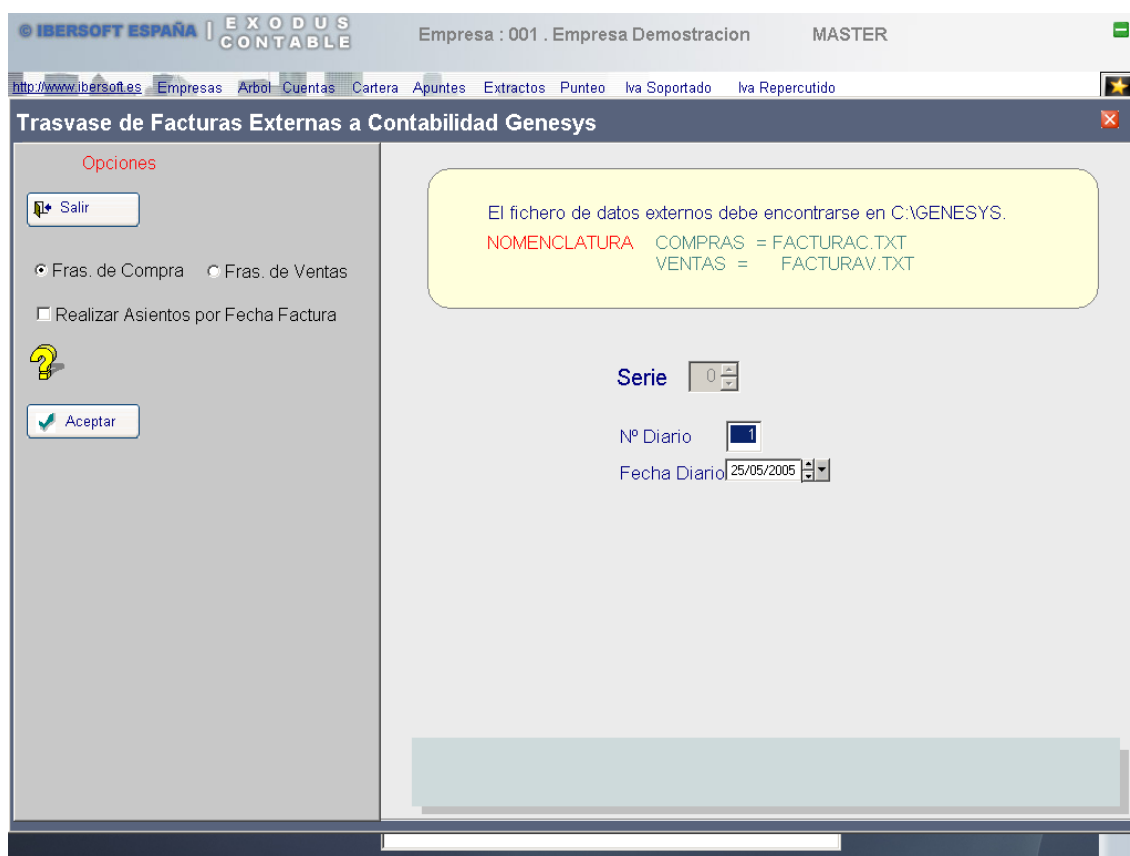 © IBERSOFT ESPAÑA | EXODUS CONTABLE Empresa : 001 . Empresa Demostracion MASTER
http://www.ibersoft.es Empresas Arbol Cuentas Cartera Apuntes Extractos Punteo Iva Soportado Iva Repercutido
Trasvase de Facturas Externas a Contabilidad Genesys
Opciones
Salir
Fras. de Compra Fras. de Ventas
Realizar Asientos por Fecha Factura
Aceptar
El fichero de datos externos debe encontrarse en C:\GENESYS.
NOMENCLATURA COMPRAS = FACTURAC.TXT
VENTAS = FACTURAV.TXT
Serie 0
Nº Diario 1
Fecha Diario 25/05/2005